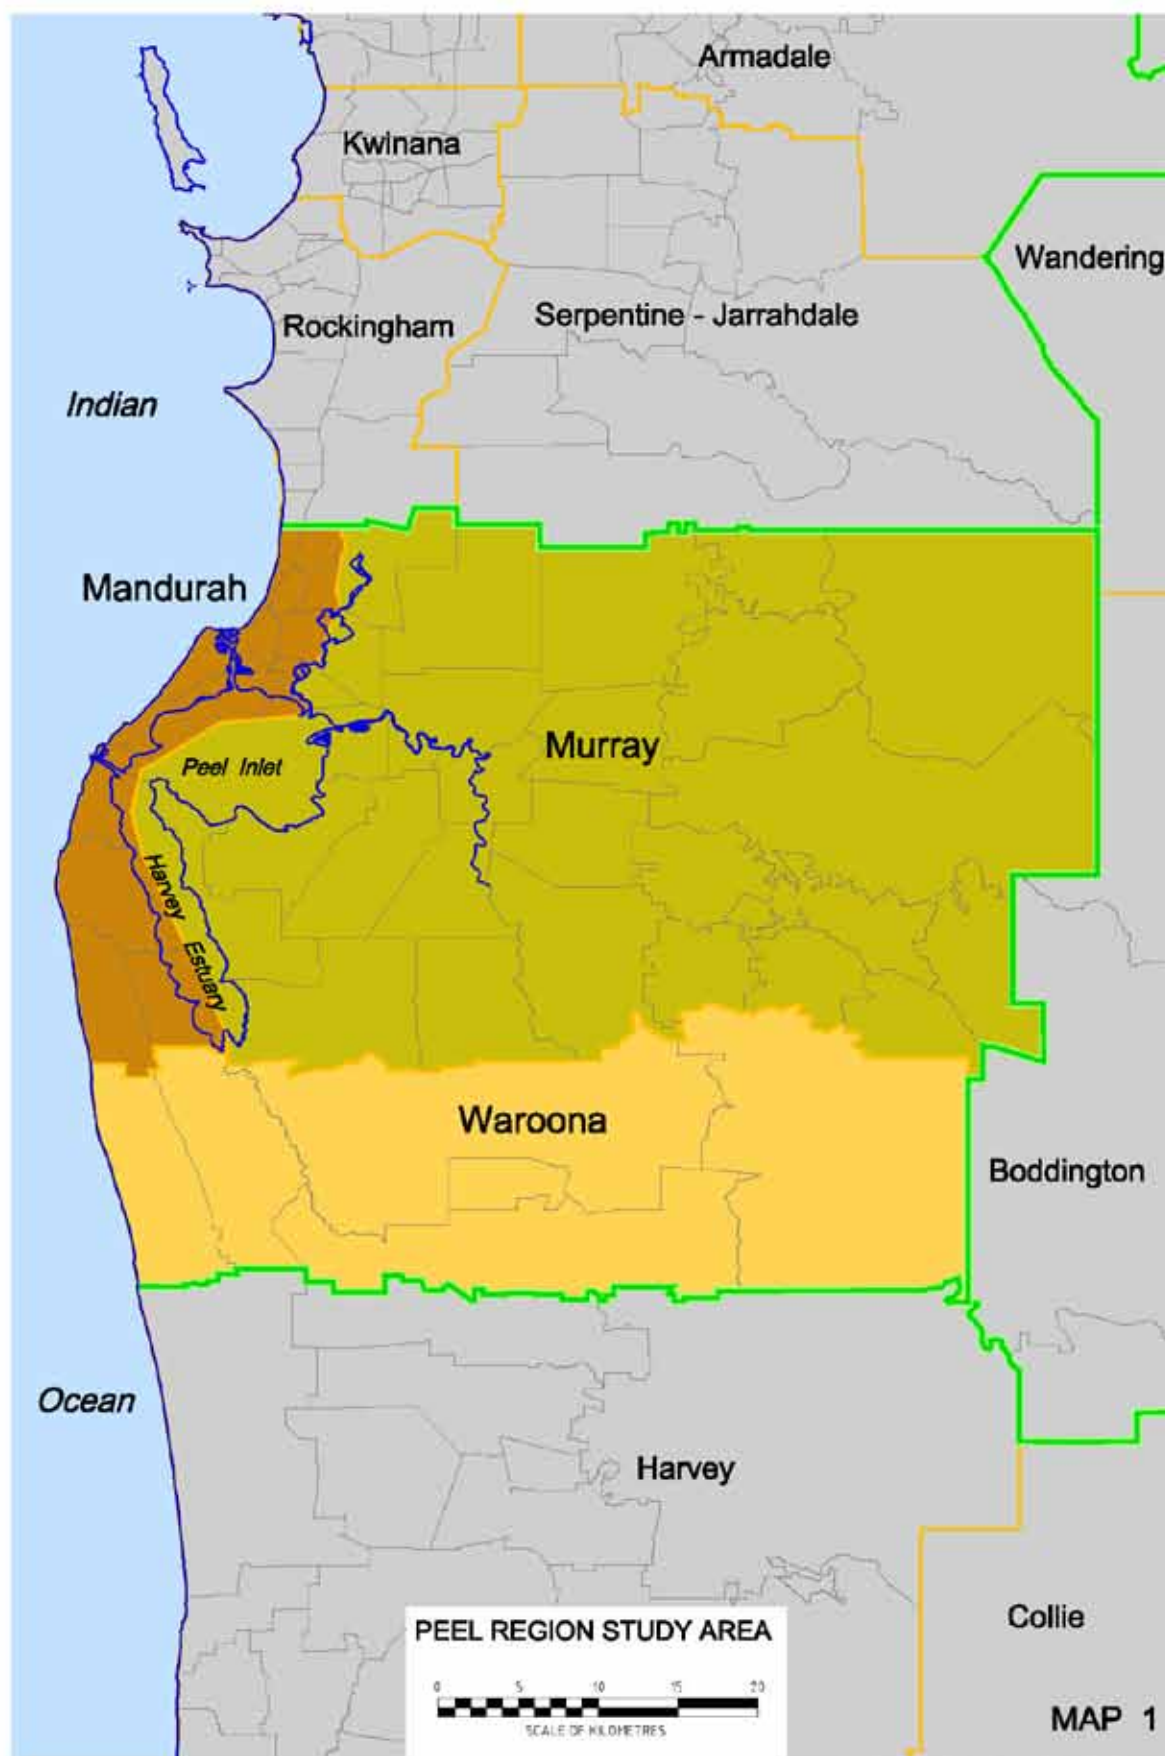 Armadale
Kwinana
Wandering
Rockingham
Serpentine - Jarrahdale
Indian
Mandurah
Murray
Peel Inlet
Harvey
Estuary
Waroona
Boddington
Ocean
Harvey
Collie
PEEL REGION STUDY AREA
0 5 10 15 20
SCALE OF KILOMETRES
MAP 1